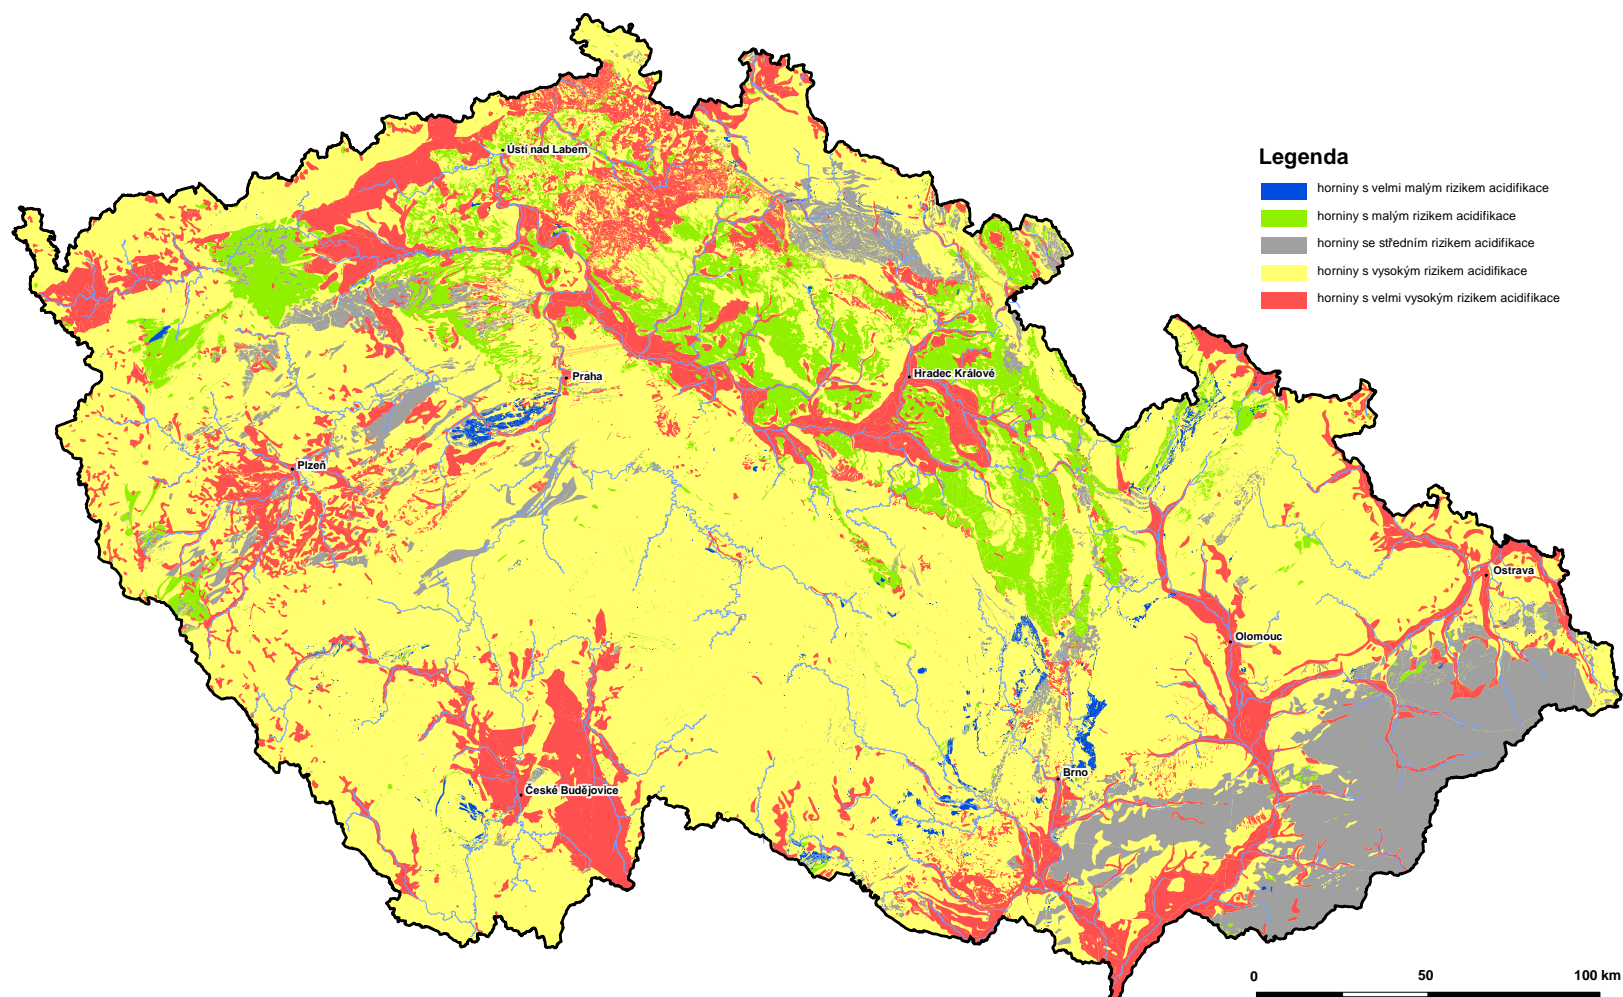 Legenda
horniny s velmi malým rizikem acidifikace
horniny s malým rizikem acidifikace
horniny se středním rizikem acidifikace
horniny s vysokým rizikem acidifikace
horniny s velmi vysokým rizikem acidifikace
Ústí nad Labem
Praha
Hradec Králové
Plzeň
Ostrava
Olomouc
Brno
České Budějovice
0 50 100 km